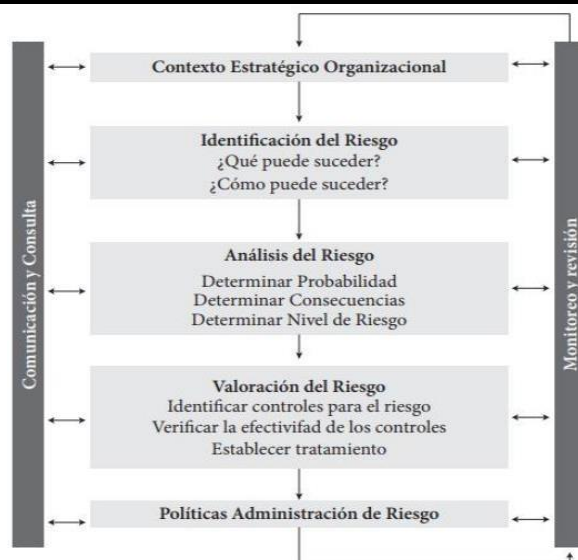 Contexto Estratégico Organizacional
Identificación del Riesgo
¿Qué puede suceder?
¿Cómo puede suceder?
Análisis del Riesgo
Determinar Probabilidad
Determinar Consecuencias
Determinar Nivel de Riesgo
Valoración del Riesgo
Identificar controles para el riesgo
Verificar la efectivifad de los controles
Establecer tratamiento
Políticas Administración de Riesgo
Comunicación y Consulta
Monitoreo y revisión